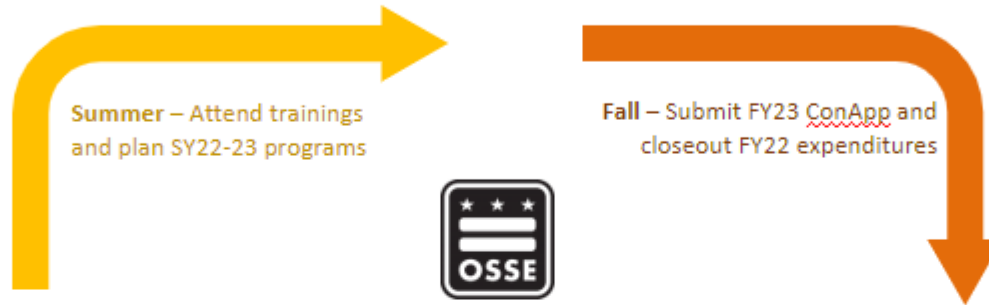 Summer – Attend trainings
and plan SY22-23 programs
Fall – Submit FY23 ConApp and
closeout FY22 expenditures
OSSE